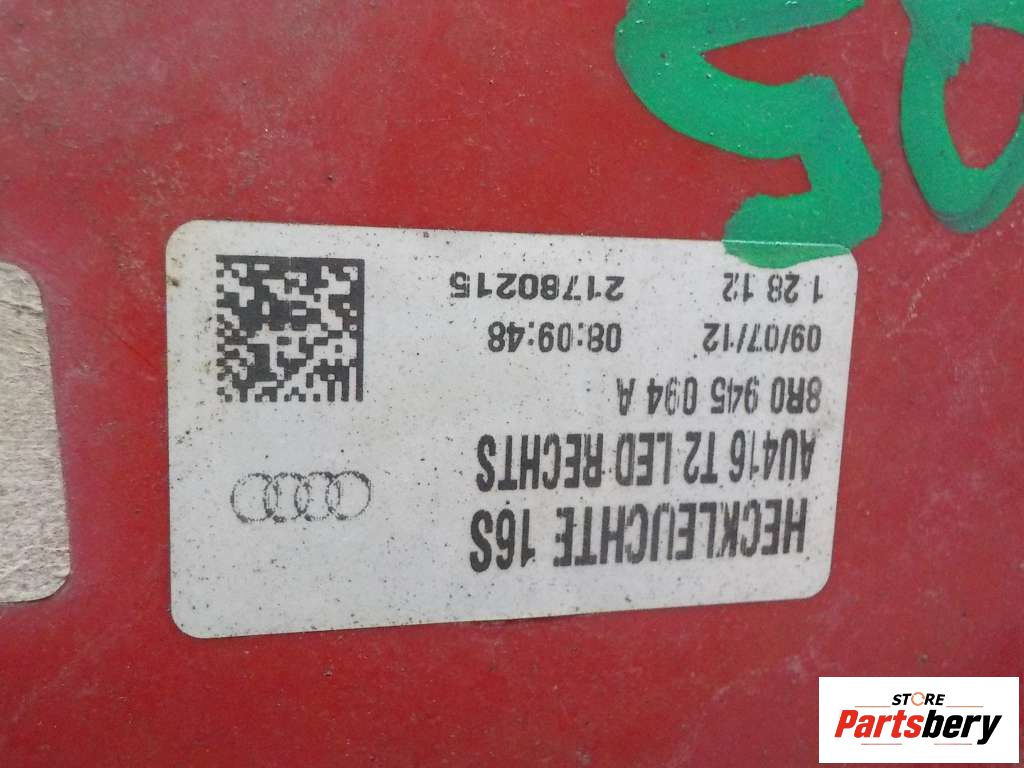 HECKLEUCHTE 16S
AU416 T2 LED RECHTS
8R0 945 094 A
09/07/12 08:09:48
1 28 12 21780215
STORE
Partsbery